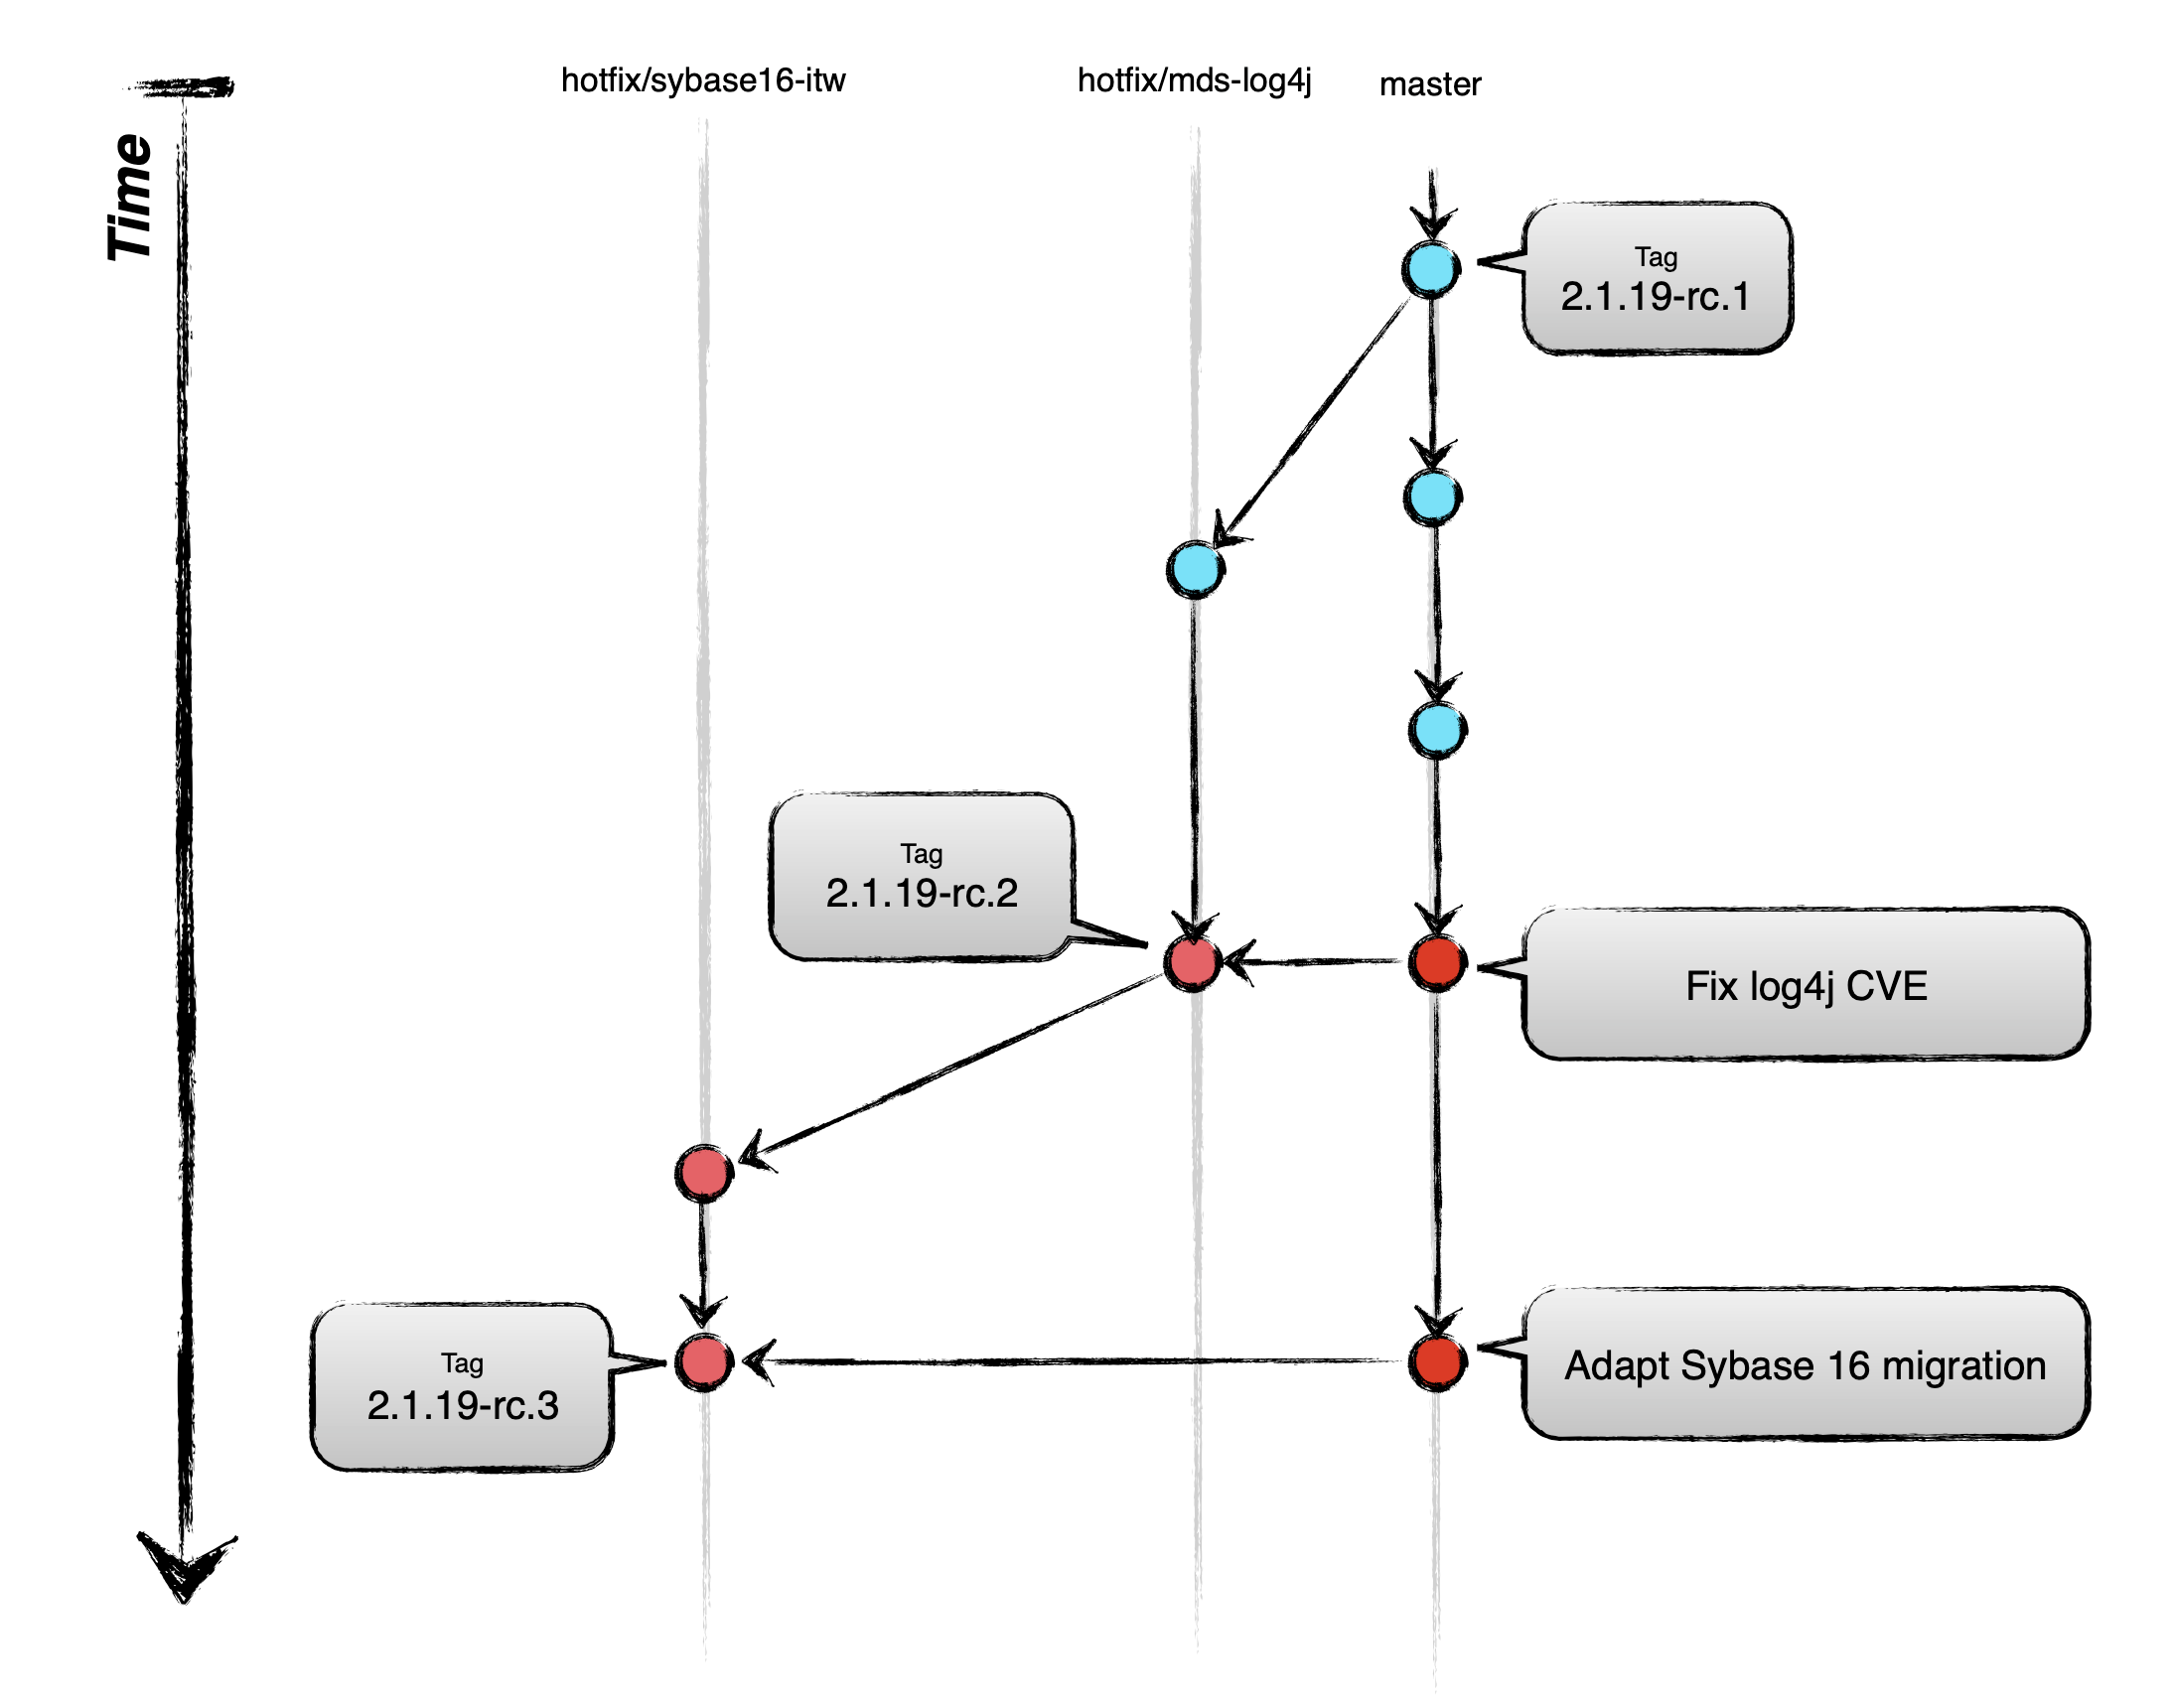 hotfix/sybase16-itw
hotfix/mds-log4j
master
Time
Tag
2.1.19-rc.1
Tag
2.1.19-rc.2
Fix log4j CVE
Tag
2.1.19-rc.3
Adapt Sybase 16 migration